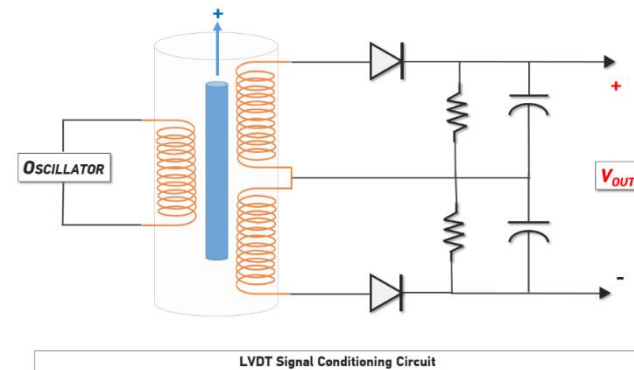 +
OSCILLATOR
+
VOUT
-
LVDT Signal Conditioning Circuit